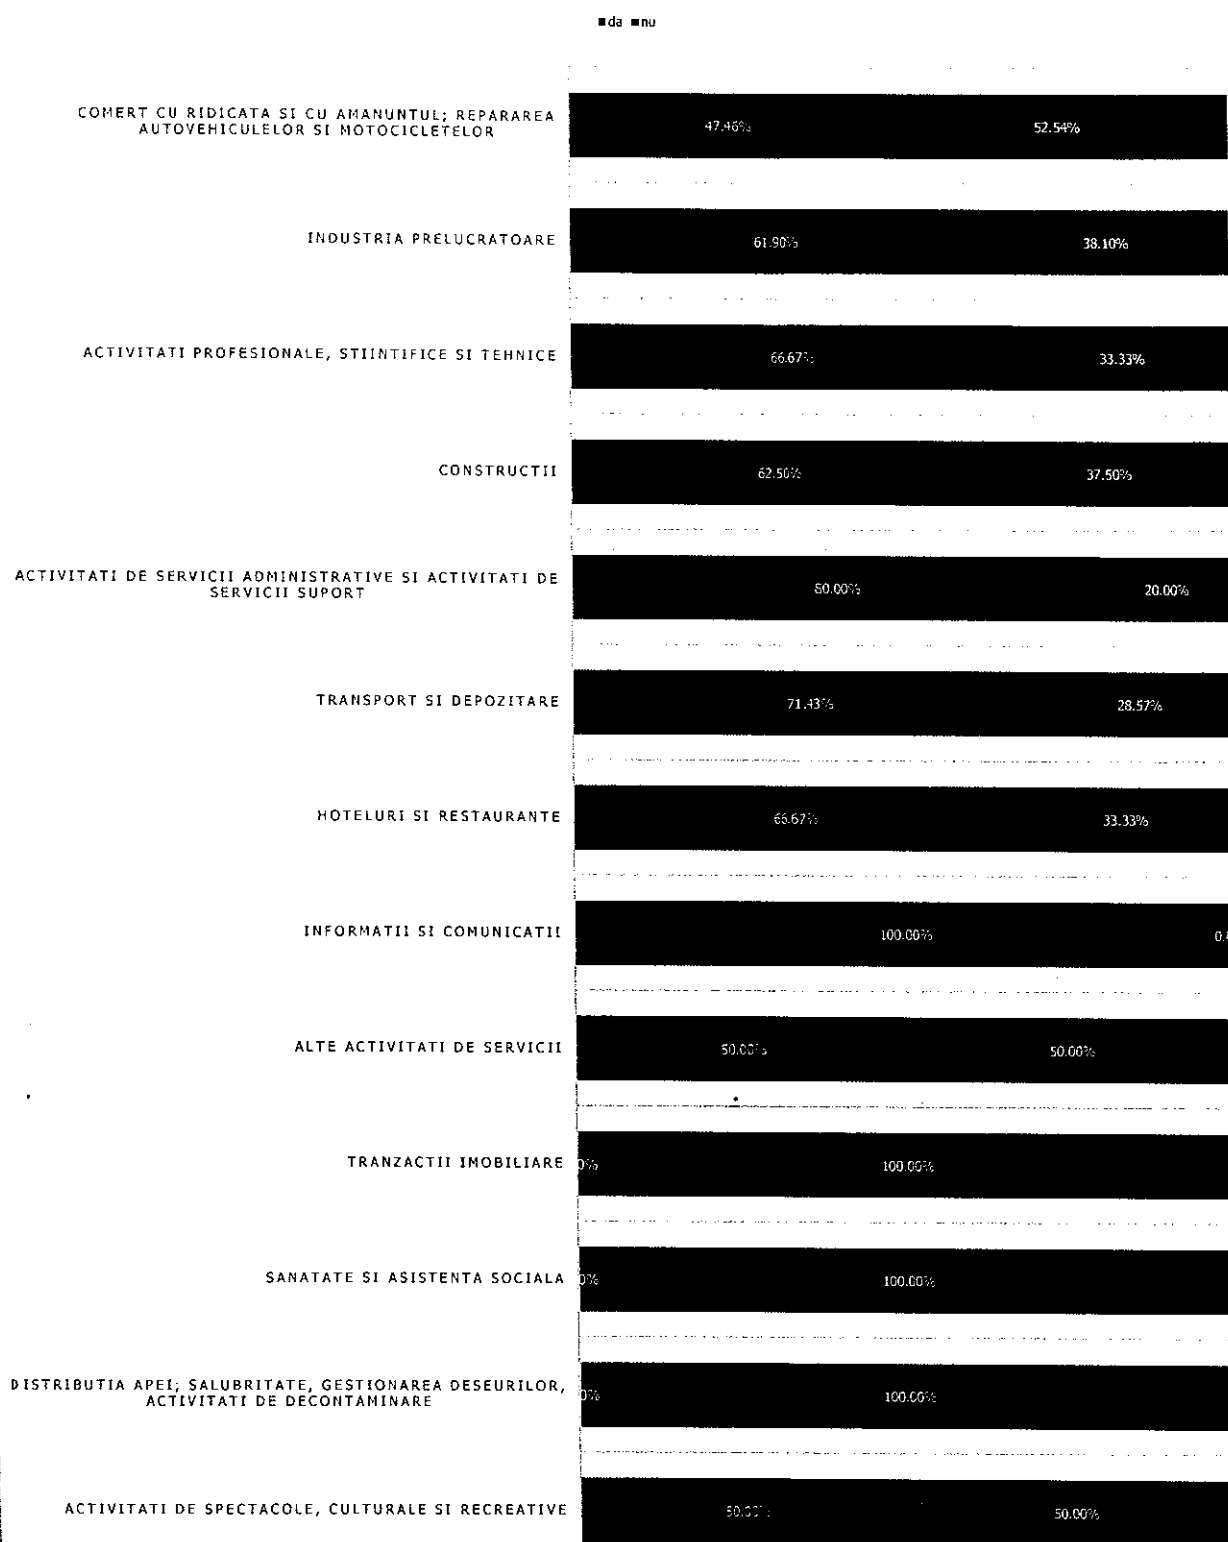 da nu
COMERT CU RIDICATA SI CU AMANUNTUL; REPARAREA
AUTOVEHICULELOR SI MOTOCICLETELOR
47.46% 52.54%
INDUSTRIA PRELUCRATOARE 61.90% 38.10%
ACTIVITATI PROFESIONALE, STIINTIFICE SI TEHNICE 66.67% 33.33%
CONSTRUCTII 62.50% 37.50%
ACTIVITATI DE SERVICII ADMINISTRATIVE SI ACTIVITATI DE
SERVICII SUPORT
80.00% 20.00%
TRANSPORT SI DEPOZITARE 71.43% 28.57%
HOTELURI SI RESTAURANTE 66.67% 33.33%
INFORMATII SI COMUNICATII 100.00% 0.
ALTE ACTIVITATI DE SERVICII 50.00% 50.00%
TRANZACTII IMOBILIARE 0% 100.00%
SANATATE SI ASISTENTA SOCIALA 0% 100.00%
DISTRIBUTIA APEI; SALUBRITATE, GESTIONAREA DESEURILOR,
ACTIVITATI DE DECONTAMINARE
0% 100.00%
ACTIVITATI DE SPECTACOLE, CULTURALE SI RECREATIVE 50.00% 50.00%